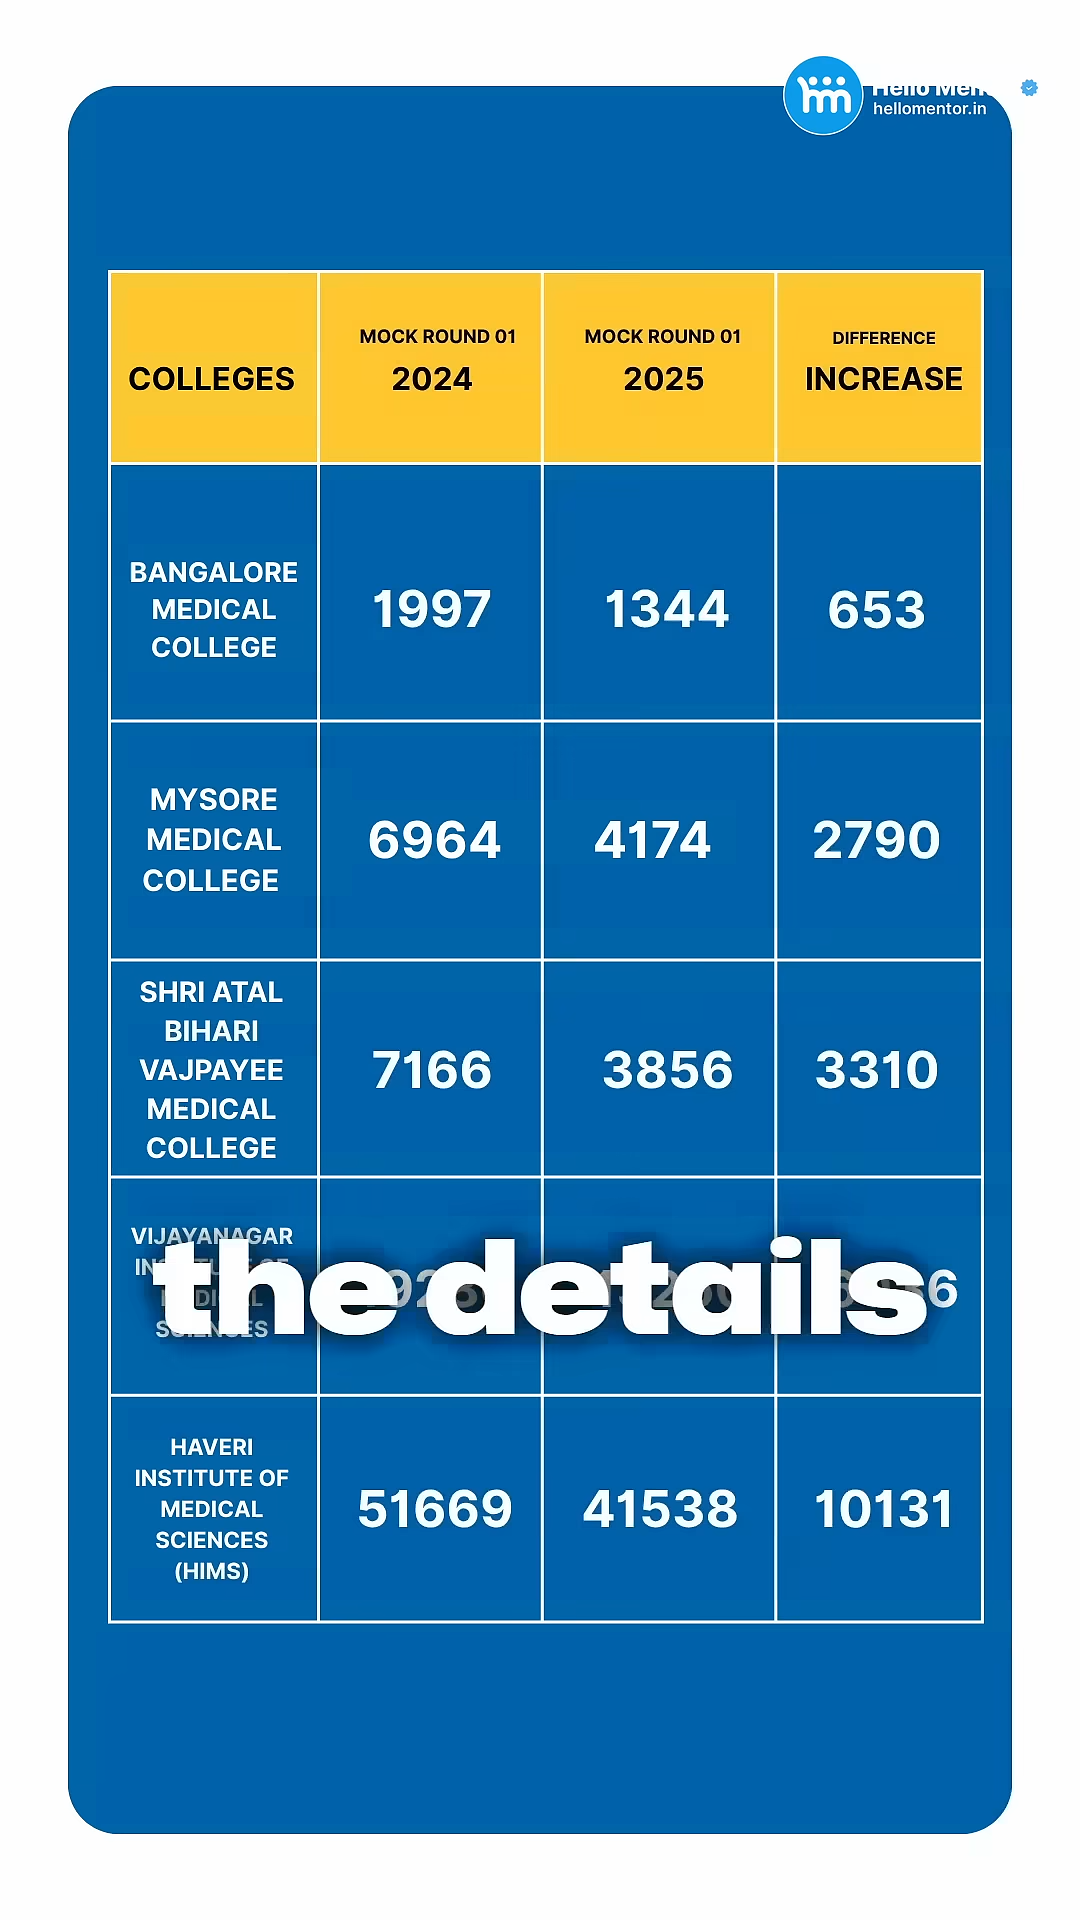 hellomentor.in
COLLEGES
MOCK ROUND 01
2024
MOCK ROUND 01
2025
DIFFERENCE
INCREASE
BANGALORE
MEDICAL
COLLEGE
1997
1344
653
MYSORE
MEDICAL
COLLEGE
6964
4174
2790
SHRI ATAL
BIHARI
VAJPAYEE
MEDICAL
COLLEGE
7166
3856
3310
VIJAYANAGAR
the details
HAVERI
INSTITUTE OF
MEDICAL
SCIENCES
(HIMS)
51669
41538
10131